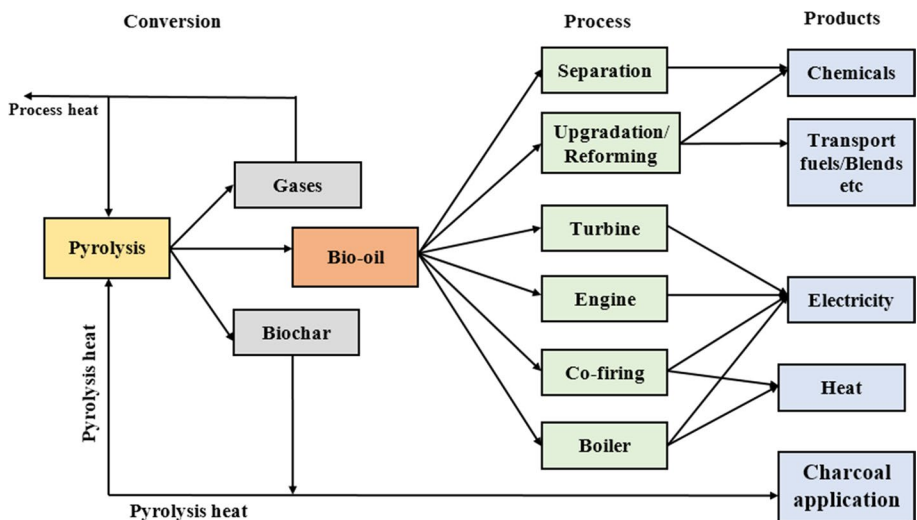 Conversion
Process
Products
Process heat
Pyrolysis
Gases
Bio-oil
Biochar
Pyrolysis heat
Pyrolysis heat
Separation
Upgradation/
Reforming
Turbine
Engine
Co-firing
Boiler
Chemicals
Transport
fuels/Blends
etc
Electricity
Heat
Charcoal
application